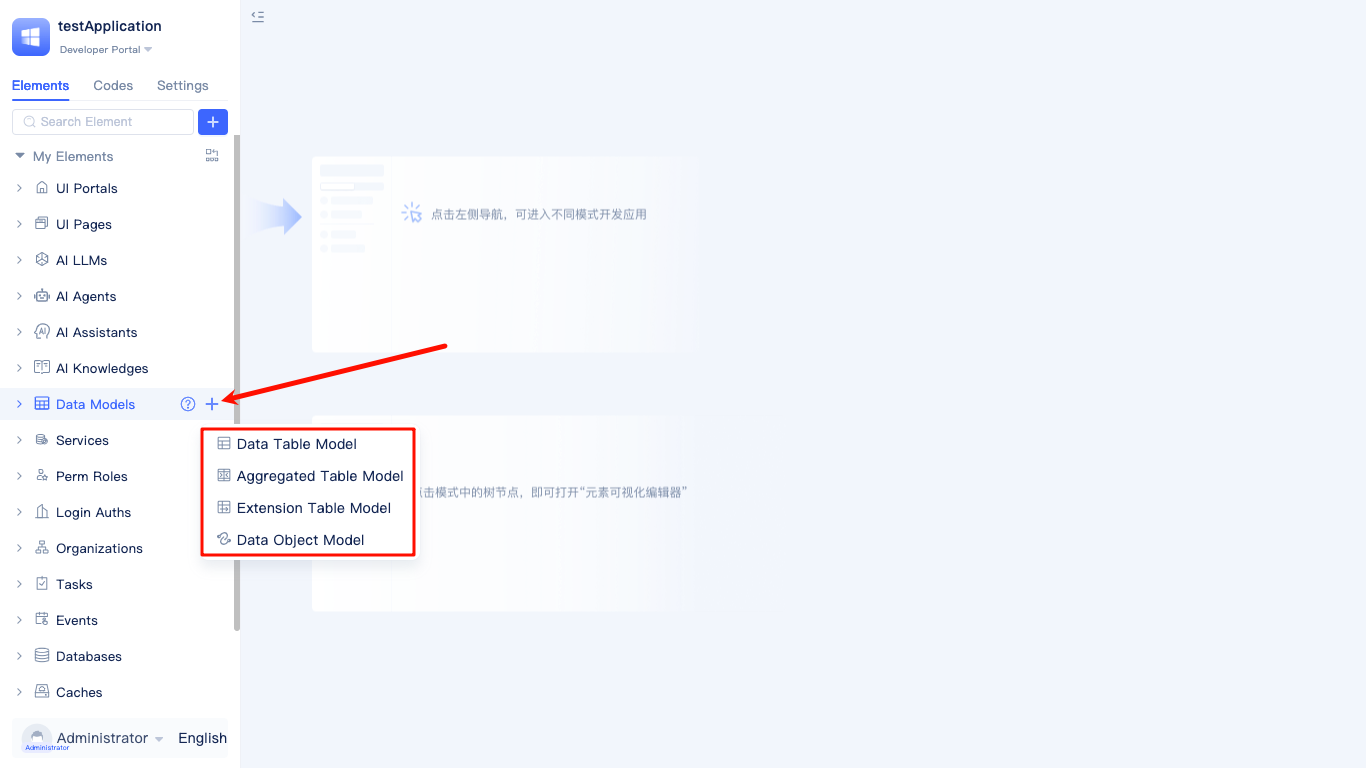 testApplication
Developer Portal
Elements Codes Settings
Search Element
My Elements
UI Portals
UI Pages
AI LLMs
AI Agents
AI Assistants
AI Knowledges
Data Models
Services
Perm Roles
Login Auths
Organizations
Tasks
Events
Databases
Caches
Administrator English
Administrator
Data Table Model
Aggregated Table Model
Extension Table Model
Data Object Model
点击左侧导航，可进入不同模式开发应用
击模式中的树节点，即可打开“元素可视化编辑器”